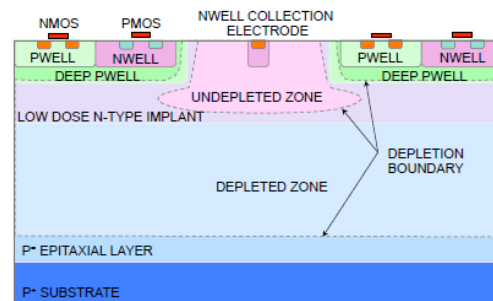 NMOS
PMOS
NWELL COLLECTION
ELECTRODE
PWELL
NWELL
PWELL
NWELL
DEEP PWELL
DEEP PWELL
UNDEPLETED ZONE
LOW DOSE N-TYPE IMPLANT
DEPLETION
BOUNDARY
DEPLETED ZONE
P⁻ EPITAXIAL LAYER
P⁺ SUBSTRATE